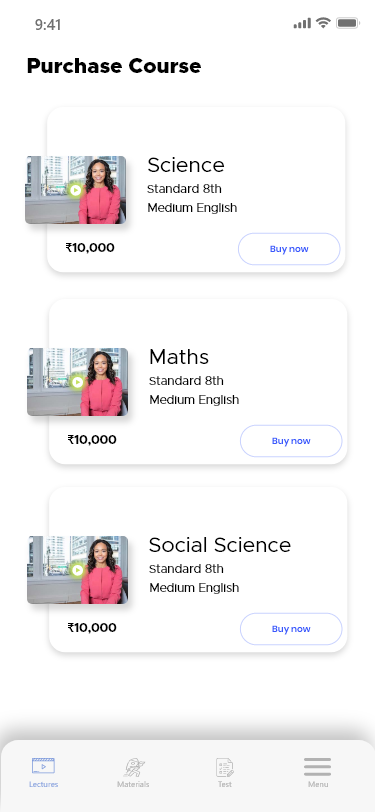 9:41
Purchase Course
Science
Standard 8th
Medium English
₹10,000
Buy now
Maths
Standard 8th
Medium English
₹10,000
Buy now
Social Science
Standard 8th
Medium English
₹10,000
Buy now
Lectures Materials Test Menu